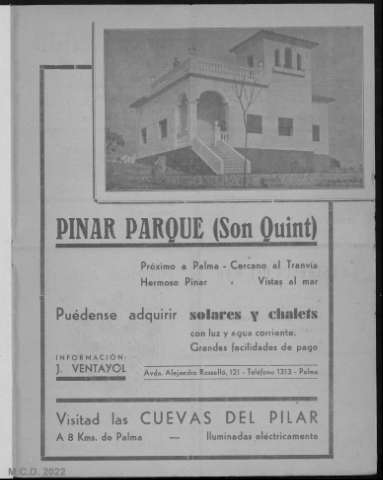 PINAR PARQUE (Son Quint)
Próximo a Palma - Cercano al Tranvía
Hermoso Pinar - Vistas al mar
Puédense adquirir solares y chalets
con luz y agua corriente.
Grandes facilidades de pago
INFORMACIÓN:
J. VENTAYOL
Avda. Alejandro Rosselló, 121 - Teléfono 1313 - Palma
Visitad las CUEVAS DEL PILAR
A 8 Kms. de Palma — Iluminadas eléctricamente
M.C.D. 2022